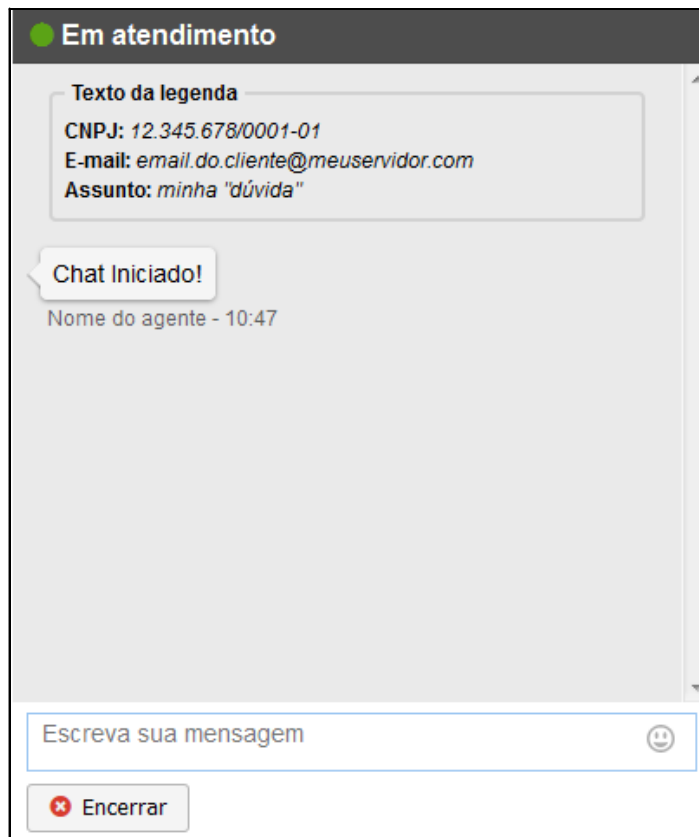 Em atendimento
Texto da legenda
CNPJ: 12.345.678/0001-01
E-mail: email.do.cliente@meuservidor.com
Assunto: minha "dúvida"
Chat Iniciado!
Nome do agente - 10:47
Escreva sua mensagem
Encerrar